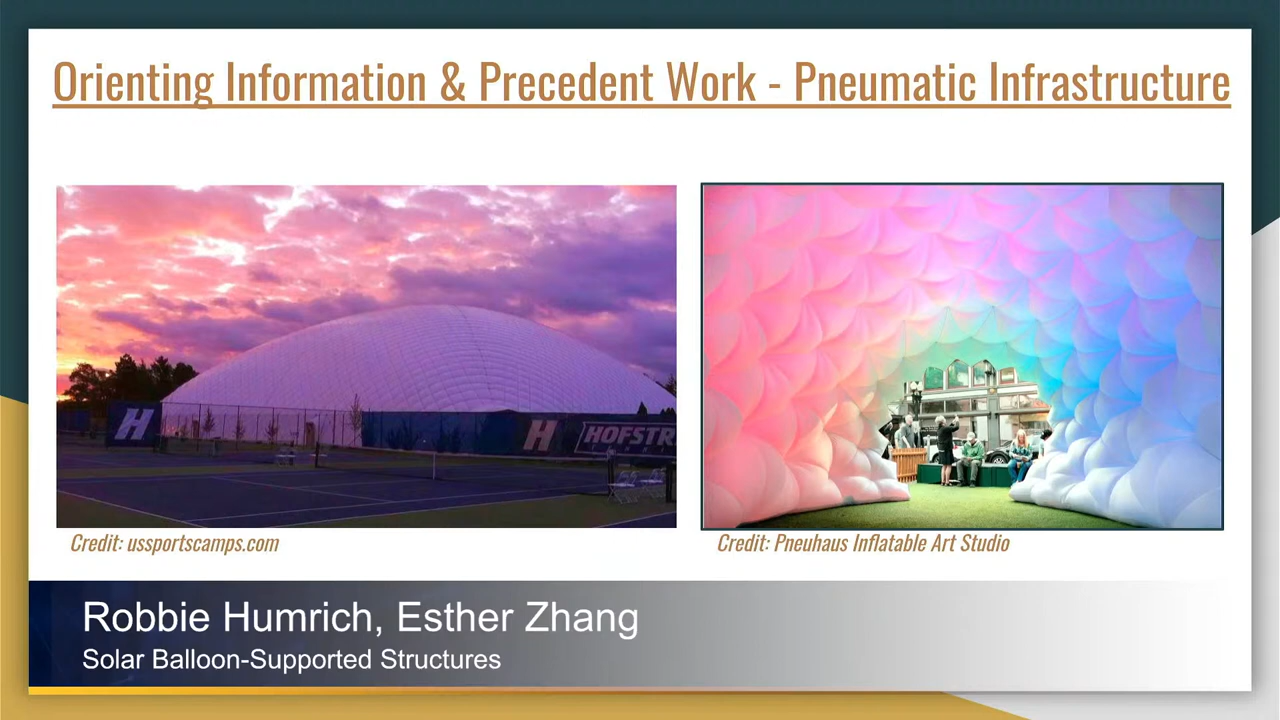 Orienting Information & Precedent Work - Pneumatic Infrastructure
H
H
Credit: ussportscamps.com
Credit: Pneuhaus Inflatable Art Studio
Robbie Humrich, Esther Zhang
Solar Balloon-Supported Structures